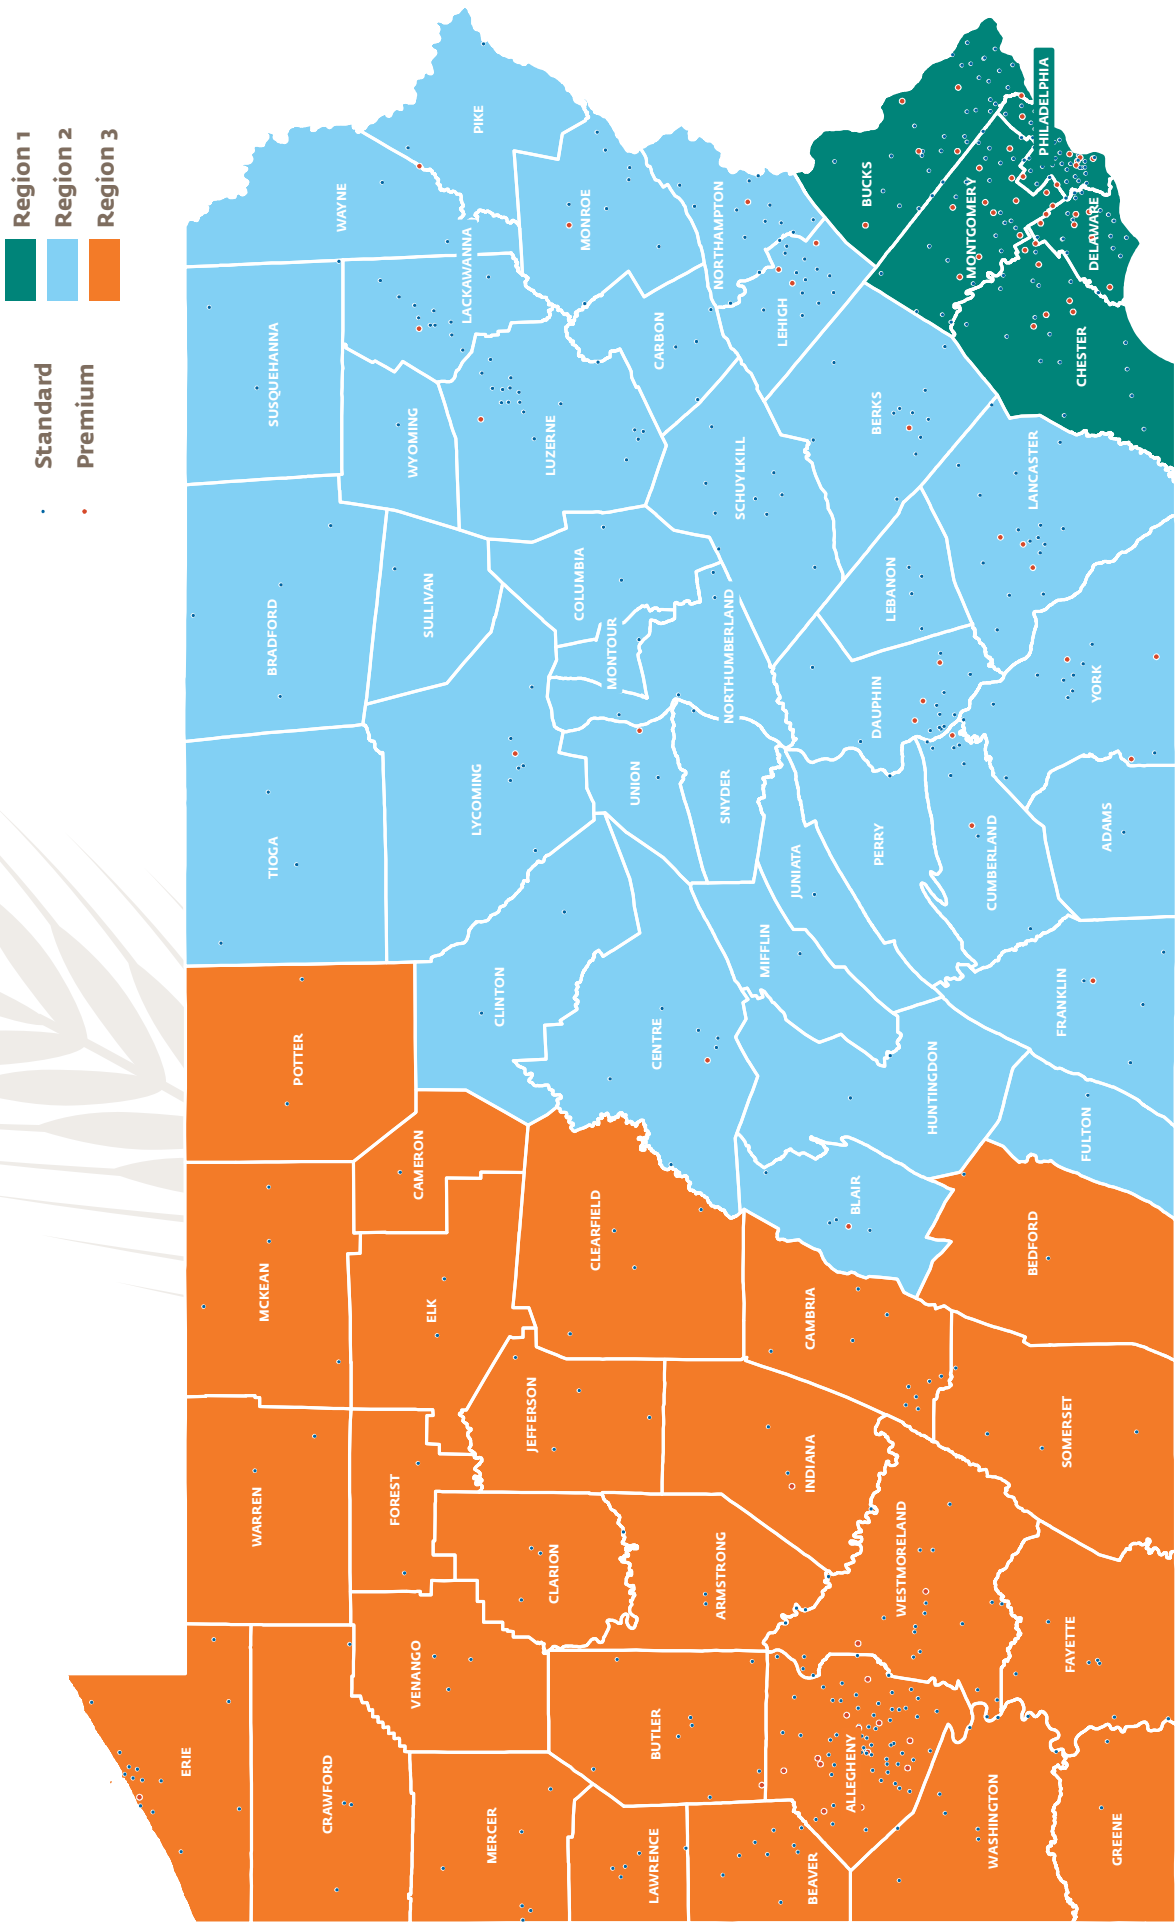 Region 1
Region 2
Region 3
Standard
Premium
ERIE
CRAWFORD
MERCER
LAWRENCE
BEAVER
WASHINGTON
GREENE
ALLEGHENY
BUTLER
VENANGO
WARREN
FOREST
CLARION
ARMSTRONG
WESTMORELAND
FAYETTE
INDIANA
JEFFERSON
SOMERSET
MCKEAN
ELK
CAMERON
CLEARFIELD
CAMBRIA
BEDFORD
POTTER
CLINTON
CENTRE
BLAIR
HUNTINGDON
FULTON
FRANKLIN
MIFFLIN
JUNIATA
PERRY
CUMBERLAND
ADAMS
TIOGA
LYCOMING
UNION
SNYDER
BRADFORD
SULLIVAN
COLUMBIA
MONTOUR
NORTHUMBERLAND
DAUPHIN
LEBANON
YORK
LANCASTER
SUSQUEHANNA
WYOMING
LUZERNE
SCHUYLKILL
CARBON
BERKS
LEHIGH
LACKAWANNA
WAYNE
PIKE
MONROE
NORTHAMPTON
BUCKS
MONTGOMERY
PHILADELPHIA
DELAWARE
CHESTER